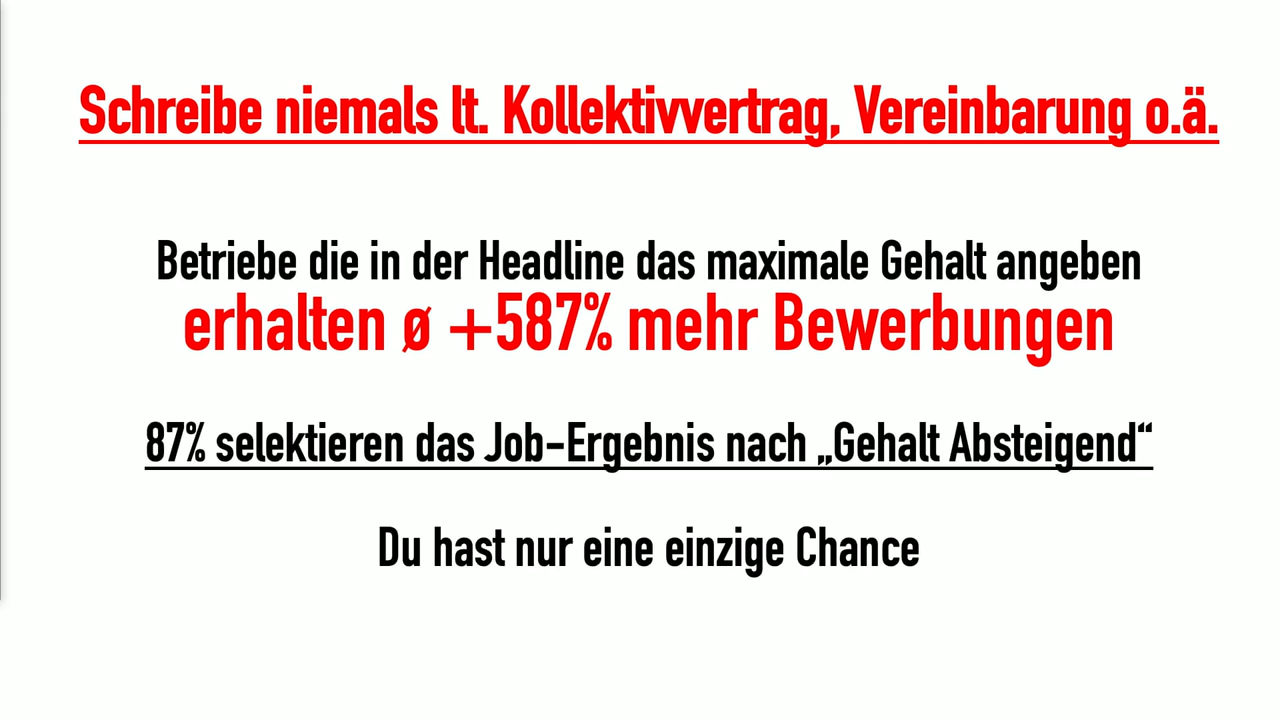 Schreibe niemals lt. Kollektivvertrag, Vereinbarung o.ä.
Betriebe die in der Headline das maximale Gehalt angeben
erhalten ø +587% mehr Bewerbungen
87% selektieren das Job-Ergebnis nach „Gehalt Absteigend“
Du hast nur eine einzige Chance